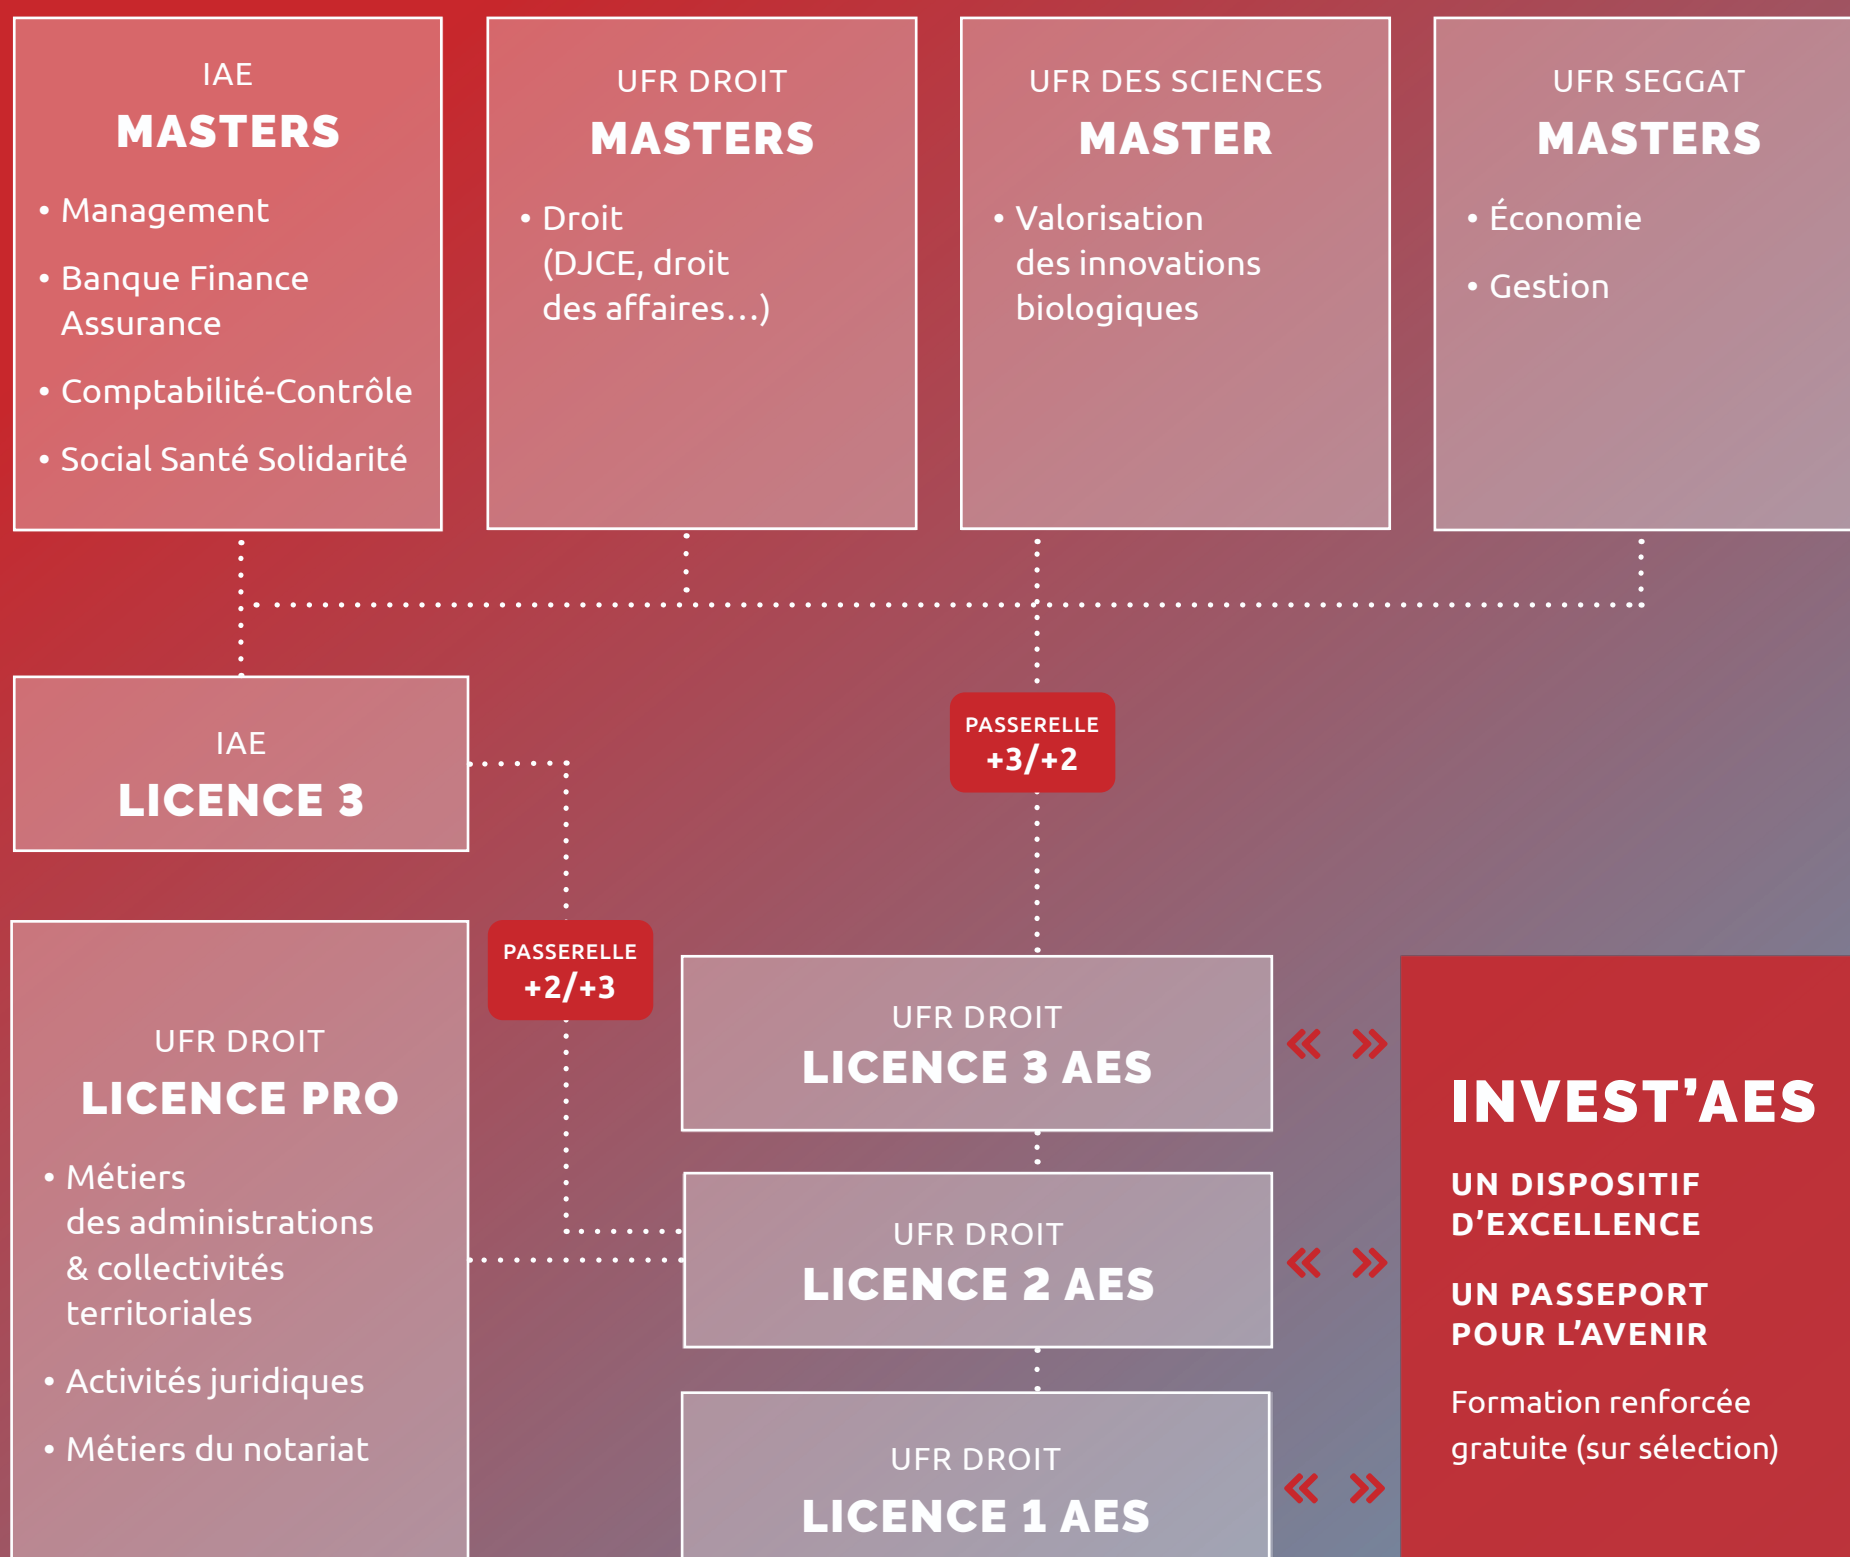 IAE
MASTERS
• Management
• Banque Finance
Assurance
• Comptabilité-Contrôle
• Social Santé Solidarité
UFR DROIT
MASTERS
• Droit
(DJCE, droit
des affaires…)
UFR DES SCIENCES
MASTER
• Valorisation
des innovations
biologiques
UFR SEGGAT
MASTERS
• Économie
• Gestion
IAE
LICENCE 3
PASSERELLE
+3/+2
PASSERELLE
+2/+3
UFR DROIT
LICENCE PRO
• Métiers
des administrations
& collectivités
territoriales
• Activités juridiques
• Métiers du notariat
UFR DROIT
LICENCE 3 AES
UFR DROIT
LICENCE 2 AES
UFR DROIT
LICENCE 1 AES
INVEST’AES
UN DISPOSITIF
D’EXCELLENCE
UN PASSEPORT
POUR L’AVENIR
Formation renforcée
gratuite (sur sélection)